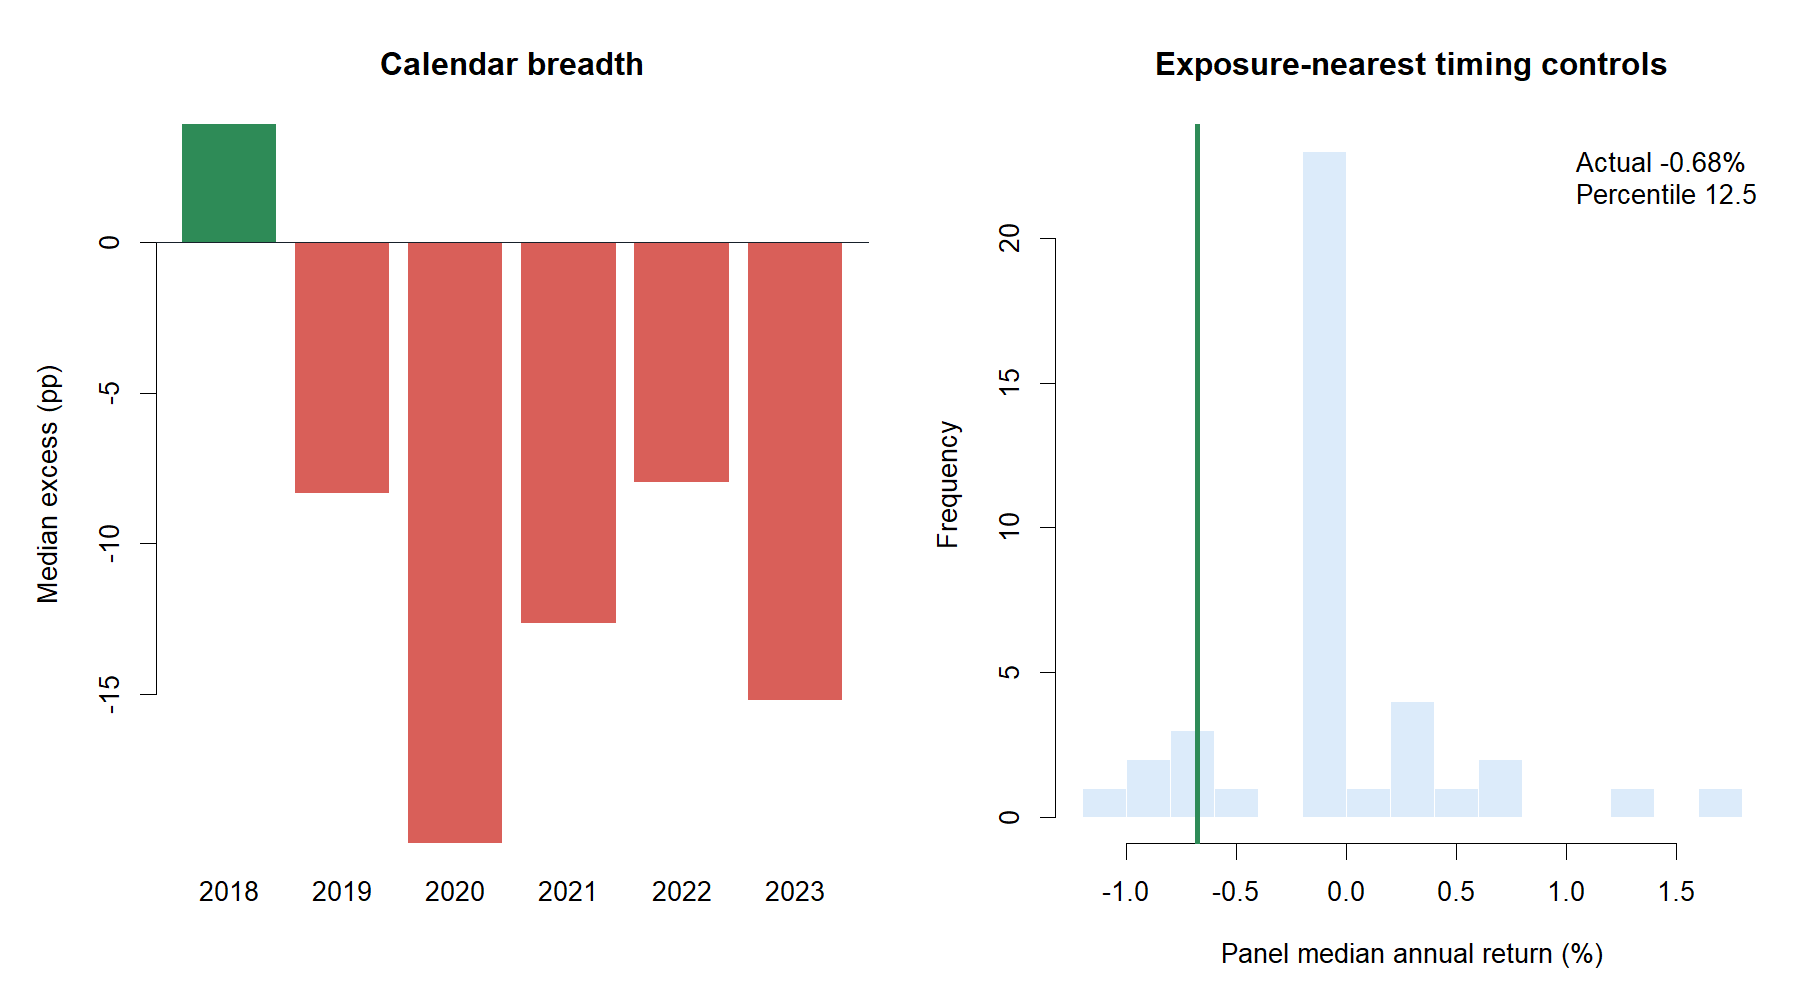 Calendar breadth
Median excess (pp)
0
-5
-10
-15
2018 2019 2020 2021 2022 2023
Exposure-nearest timing controls
Actual -0.68%
Percentile 12.5
Frequency
20
15
10
5
0
-1.0 -0.5 0.0 0.5 1.0 1.5
Panel median annual return (%)